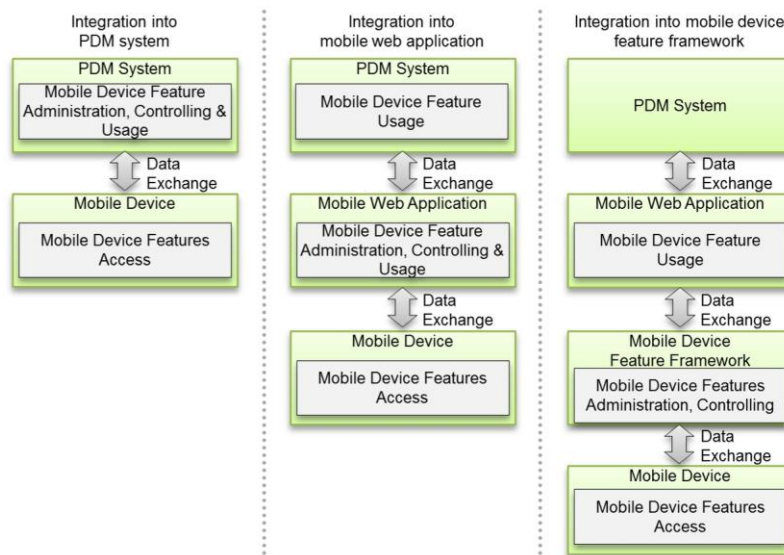 Integration into
PDM system
PDM System
Mobile Device Feature
Administration, Controlling &
Usage
Data
Exchange
Mobile Device
Mobile Device Features
Access
Integration into
mobile web application
PDM System
Mobile Device Feature
Usage
Data
Exchange
Mobile Web Application
Mobile Device Feature
Administration, Controlling &
Usage
Data
Exchange
Mobile Device
Mobile Device Features
Access
Integration into mobile device
feature framework
PDM System
Data
Exchange
Mobile Web Application
Mobile Device Feature
Usage
Data
Exchange
Mobile Device
Feature Framework
Mobile Device Features
Administration, Controlling
Data
Exchange
Mobile Device
Mobile Device Features
Access